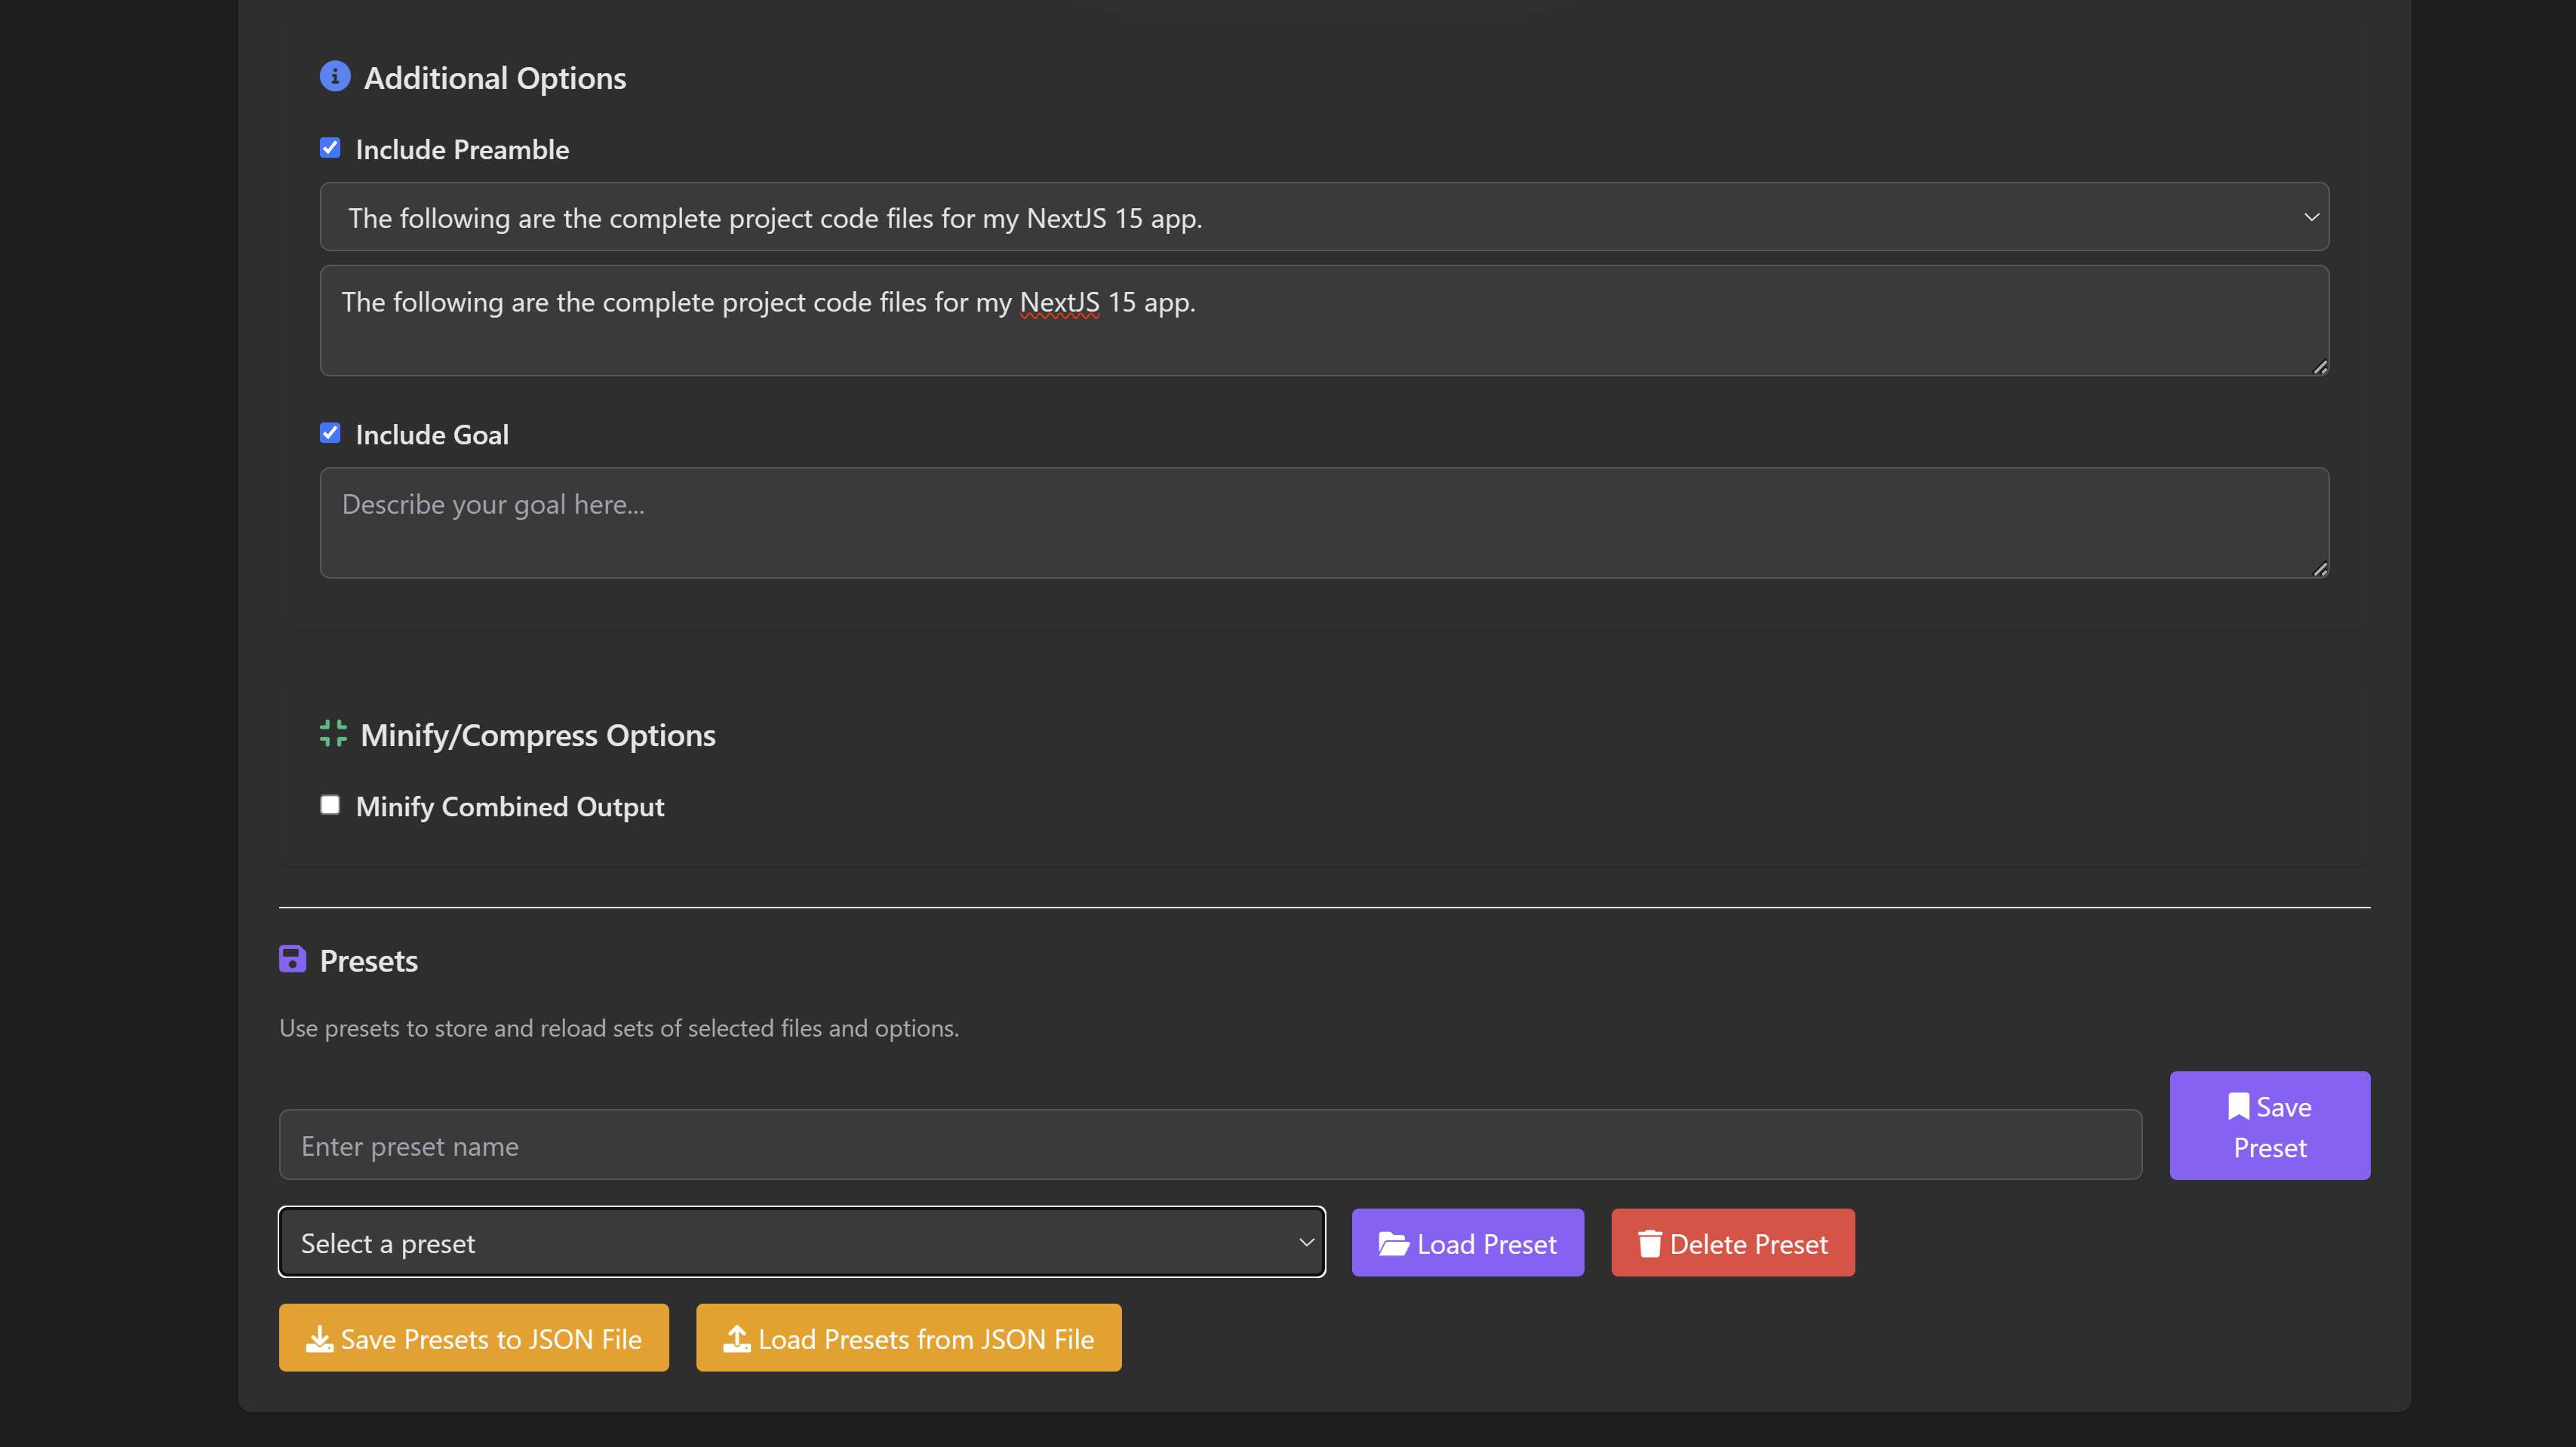 Additional Options
Include Preamble
The following are the complete project code files for my NextJS 15 app.
The following are the complete project code files for my NextJS 15 app.
Include Goal
Describe your goal here...
Minify/Compress Options
Minify Combined Output
Presets
Use presets to store and reload sets of selected files and options.
Enter preset name
Save
Preset
Select a preset
Load Preset
Delete Preset
Save Presets to JSON File
Load Presets from JSON File